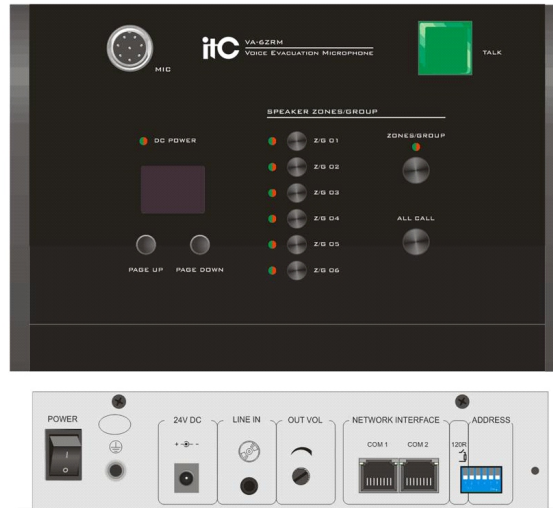 itC
VA-6ZRM
VOICE EVACUATION MICROPHONE
MIC
TALK
SPEAKER ZONES/GROUP
DC POWER
Z/G 01
ZONES/GROUP
Z/G 02
Z/G 03
Z/G 04
ALL CALL
Z/G 05
Z/G 06
PAGE UP
PAGE DOWN
POWER
24V DC
LINE IN
OUT VOL
NETWORK INTERFACE
ADDRESS
COM 1
COM 2
120R